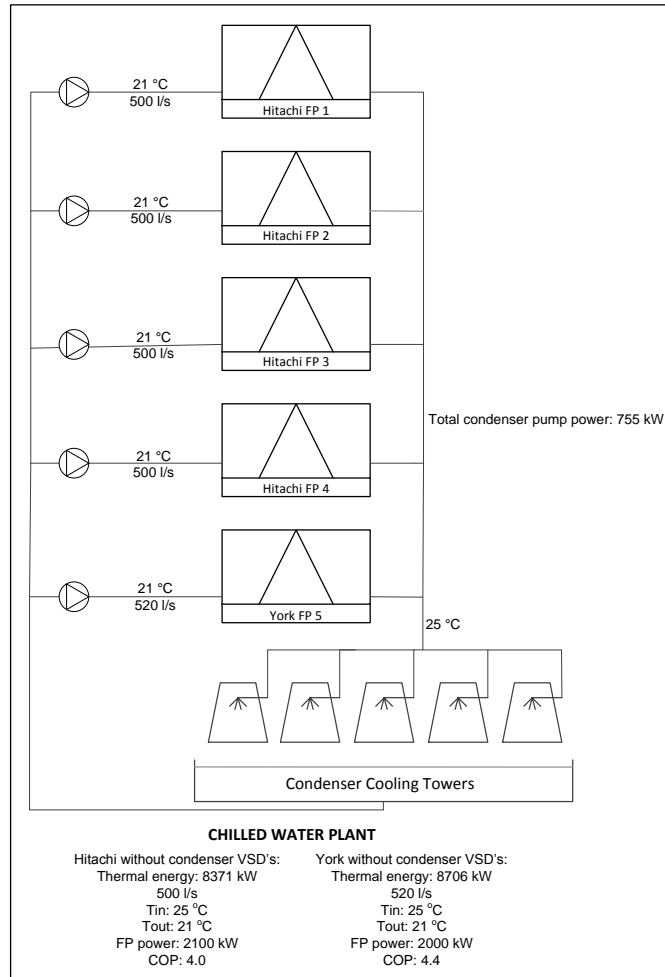 21 °C
500 l/s
Hitachi FP 1
21 °C
500 l/s
Hitachi FP 2
21 °C
500 l/s
Hitachi FP 3
Total condenser pump power: 755 kW
21 °C
500 l/s
Hitachi FP 4
21 °C
520 l/s
York FP 5
25 °C
Condenser Cooling Towers
CHILLED WATER PLANT
Hitachi without condenser VSD's:
Thermal energy: 8371 kW
500 l/s
Tin: 25 °C
Tout: 21 °C
FP power: 2100 kW
COP: 4.0
York without condenser VSD's:
Thermal energy: 8706 kW
520 l/s
Tin: 25 °C
Tout: 21 °C
FP power: 2000 kW
COP: 4.4